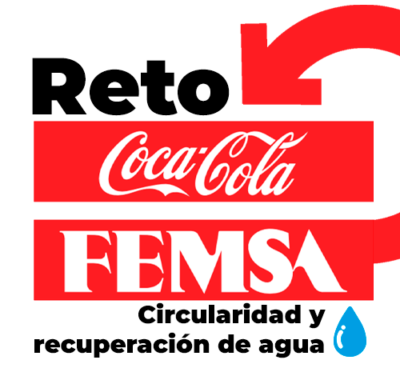 Reto
Coca-Cola
FEMSA
Circularidad y
recuperación de agua